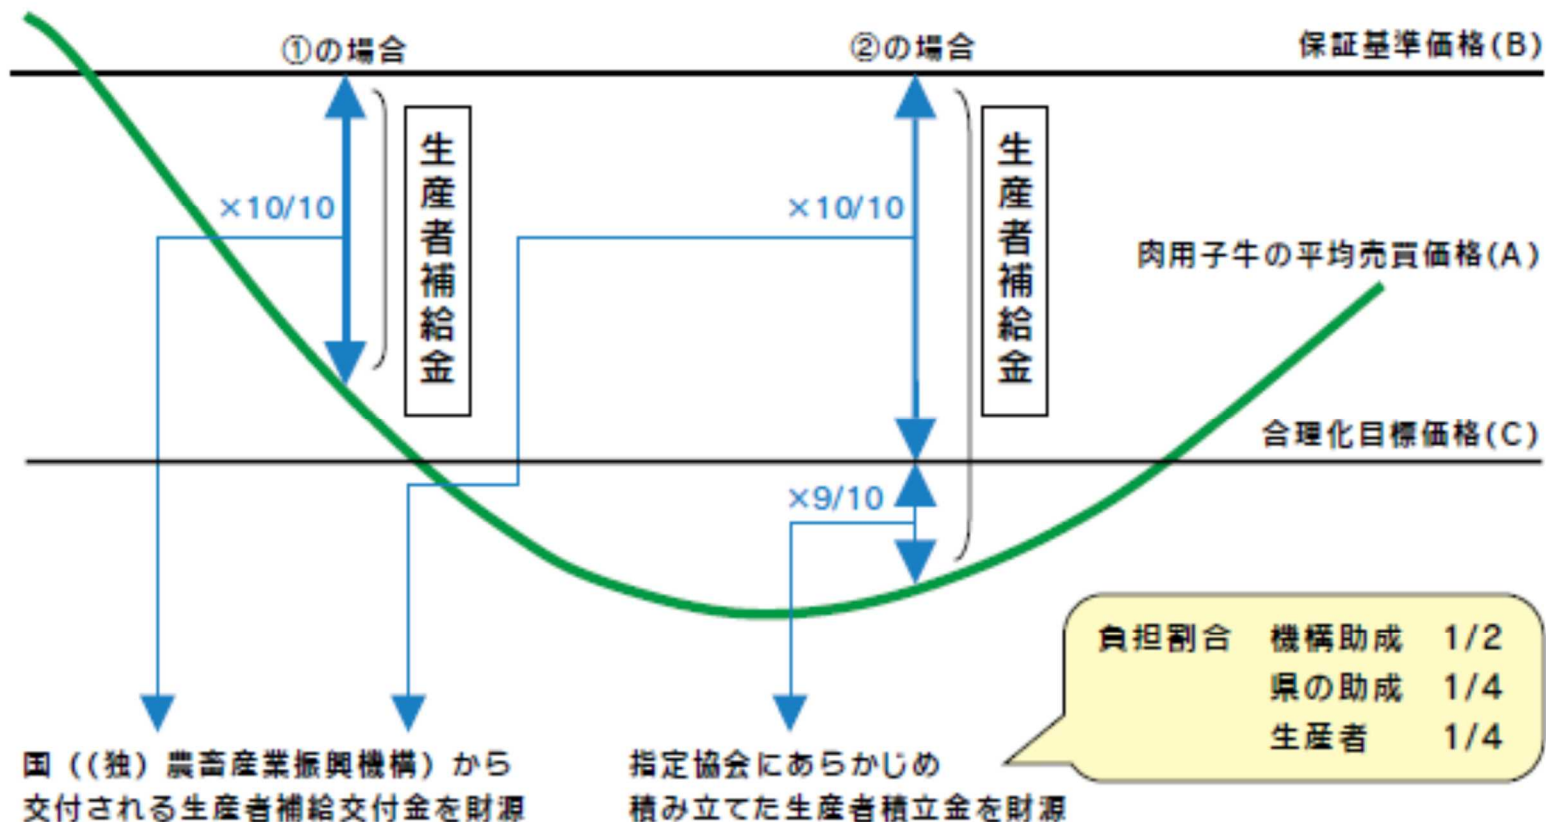 ①の場合
②の場合
保証基準価格(B)
生産者補給金
×10/10
×10/10
生産者補給金
肉用子牛の平均売買価格(A)
合理化目標価格(C)
×9/10
負担割合 機構助成 1/2
県の助成 1/4
生産者 1/4
国((独)農畜産業振興機構)から
交付される生産者補給交付金を財源
指定協会にあらかじめ
積み立てた生産者積立金を財源